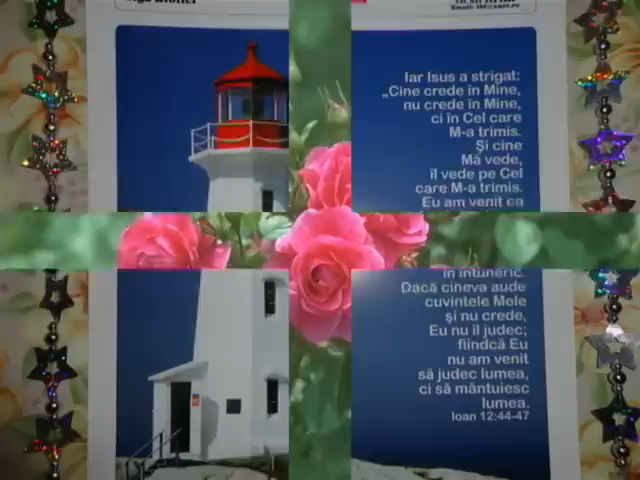 Iar Isus a strigat:
„Cine crede în Mine,
nu crede în Mine,
ci în Cel care
M-a trimis.
Şi cine
Mă vede,
îl vede pe Cel
care M-a trimis.
Eu am venit ca
în întuneric.
Dacă cineva aude
cuvintele Mele
şi nu crede,
Eu nu îl judec;
fiindcă Eu
nu am venit
să judec lumea,
ci să mântuiesc
lumea.
Ioan 12:44-47